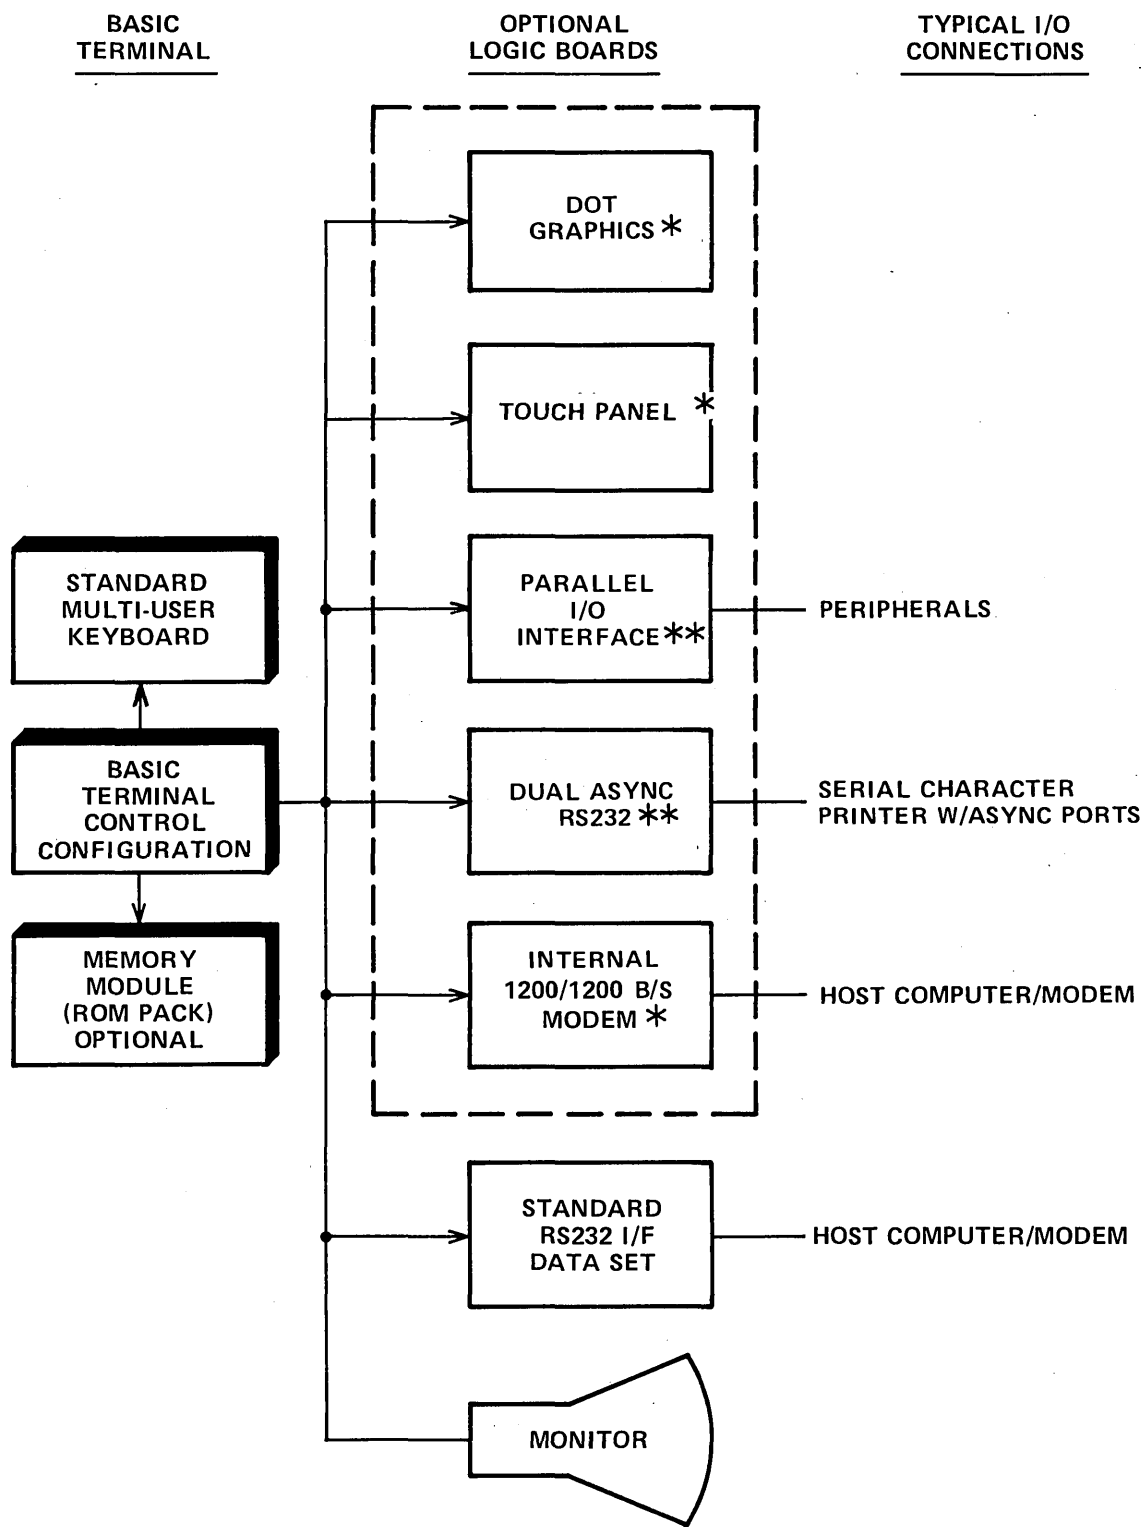 BASIC
TERMINAL
OPTIONAL
LOGIC BOARDS
TYPICAL I/O
CONNECTIONS
DOT
GRAPHICS *
TOUCH PANEL *
STANDARD
MULTI-USER
KEYBOARD
PARALLEL
I/O
INTERFACE **
PERIPHERALS
BASIC
TERMINAL
CONTROL
CONFIGURATION
DUAL ASYNC
RS232 **
SERIAL CHARACTER
PRINTER W/ASYNC PORTS
MEMORY
MODULE
(ROM PACK)
OPTIONAL
INTERNAL
1200/1200 B/S
MODEM *
HOST COMPUTER/MODEM
STANDARD
RS232 I/F
DATA SET
HOST COMPUTER/MODEM
MONITOR